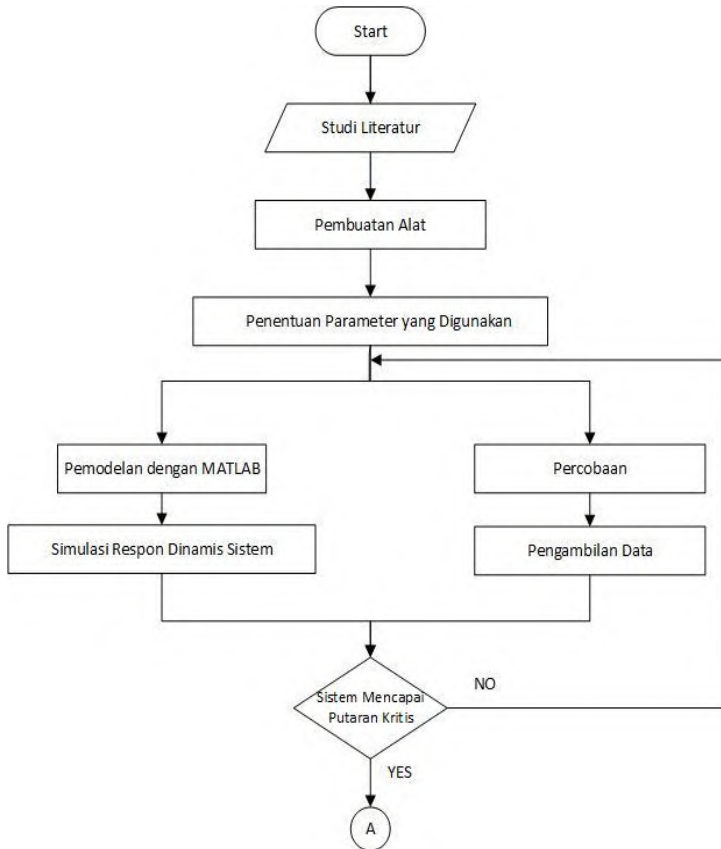 Start
Studi Literatur
Pembuatan Alat
Penentuan Parameter yang Digunakan
Pemodelan dengan MATLAB
Percobaan
Simulasi Respon Dinamis Sistem
Pengambilan Data
Sistem Mencapai
Putaran Kritis
NO
YES
A